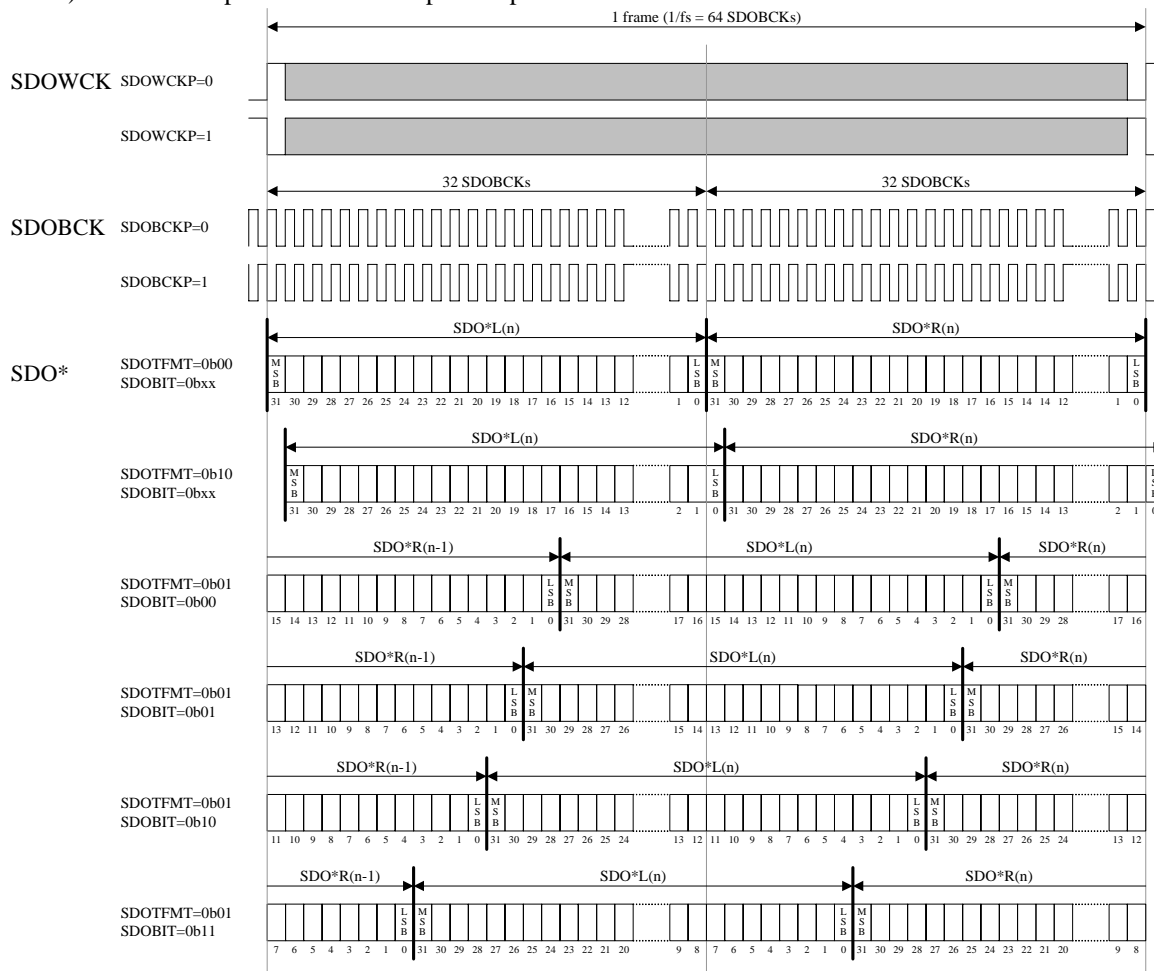 1 frame (1/fs = 64 SDOBCKs)
SDOWCK SDOWCKP=0
SDOWCKP=1
32 SDOBCKs 32 SDOBCKs
SDOBCK SDOBCKP=0
SDOBCKP=1
SDO*L(n) SDO*R(n)
SDO* SDOTFMT=0b00
SDOBIT=0bxx
MSB LSB MSB LSB
31 30 29 28 27 26 25 24 23 22 21 20 19 18 17 16 15 14 13 12 1 0 31 30 29 28 27 26 25 24 23 22 21 20 19 18 17 16 15 14 14 12 1 0
SDO*L(n) SDO*R(n)
SDOTFMT=0b10
SDOBIT=0bxx
MSB LSB
31 30 29 28 27 26 25 24 23 22 21 20 19 18 17 16 15 14 13 2 1 0 31 30 29 28 27 26 25 24 23 22 21 20 19 18 17 16 15 14 13 2 1
SDO*R(n-1) SDO*L(n) SDO*R(n)
SDOTFMT=0b01
SDOBIT=0b00
LSB MSB LSB MSB
15 14 13 12 11 10 9 8 7 6 5 4 3 2 1 0 31 30 29 28 17 16 15 14 13 12 11 10 9 8 7 6 5 4 3 2 1 0 31 30 29 28 17 16
SDO*R(n-1) SDO*L(n) SDO*R(n)
SDOTFMT=0b01
SDOBIT=0b01
LSB MSB LSB MSB
13 12 11 10 9 8 7 6 5 4 3 2 1 0 31 30 29 28 27 26 15 14 13 12 11 10 9 8 7 6 5 4 3 2 1 0 31 30 29 28 27 26 15 14
SDO*R(n-1) SDO*L(n) SDO*R(n)
SDOTFMT=0b01
SDOBIT=0b10
LSB MSB LSB MSB
11 10 9 8 7 6 5 4 3 2 1 0 31 30 29 28 27 26 25 24 13 12 11 10 9 8 7 6 5 4 3 2 1 0 31 30 29 28 27 26 25 24 13 12
SDO*R(n-1) SDO*L(n) SDO*R(n)
SDOTFMT=0b01
SDOBIT=0b11
LSB MSB LSB MSB
7 6 5 4 3 2 1 0 31 30 29 28 27 26 25 24 23 22 21 20 9 8 7 6 5 4 3 2 1 0 31 30 29 28 27 26 25 24 23 22 21 20 9 8